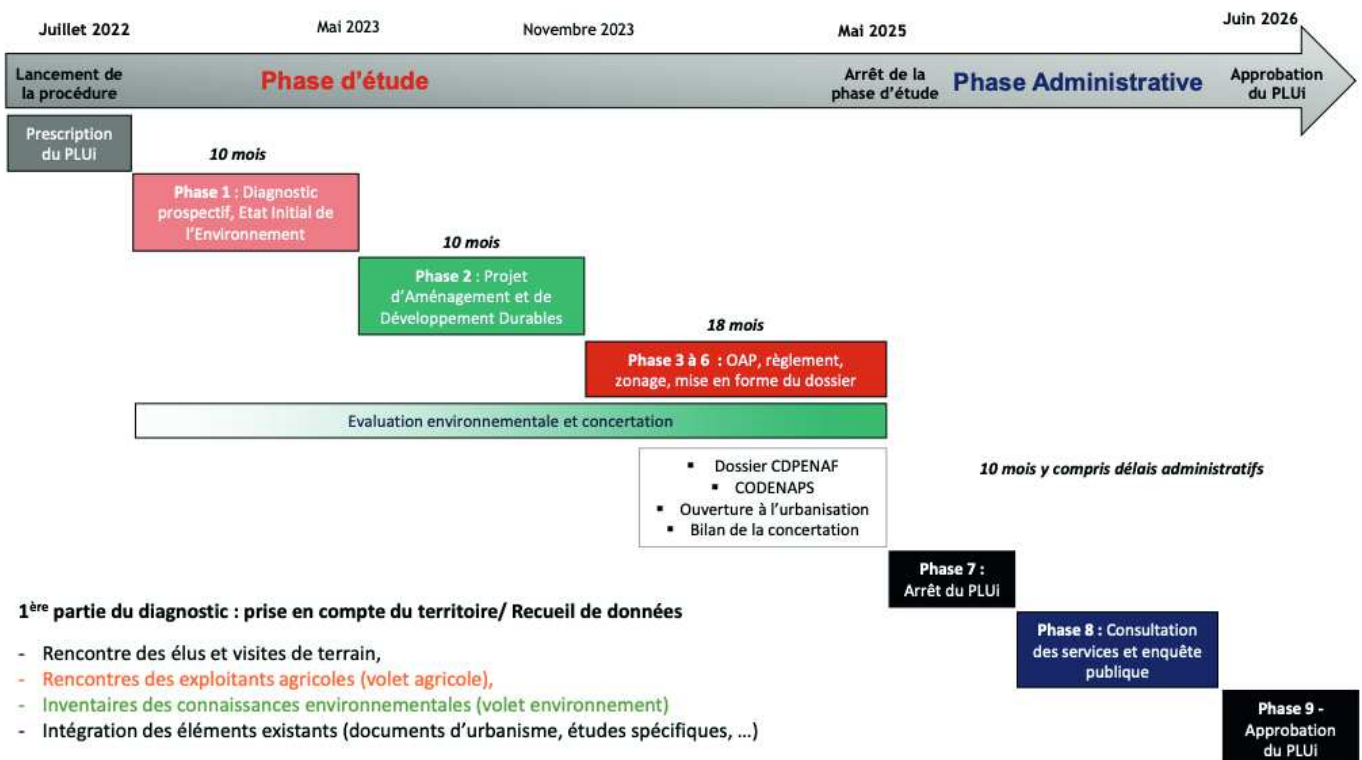 Juillet 2022
Mai 2023
Novembre 2023
Mai 2025
Juin 2026
Lancement de
la procédure
Phase d'étude
Arrêt de la
phase d'étude
Phase Administrative
Approbation
du PLUi
Prescription
du PLUi
10 mois
Phase 1 : Diagnostic
prospectif, Etat Initial de
l'Environnement
10 mois
Phase 2 : Projet
d'Aménagement et de
Développement Durables
18 mois
Phase 3 à 6 : OAP, règlement,
zonage, mise en forme du dossier
Evaluation environnementale et concertation
▪ Dossier CDPENAF
▪ CODENAPS
▪ Ouverture à l'urbanisation
▪ Bilan de la concertation
10 mois y compris délais administratifs
Phase 7 :
Arrêt du PLUi
Phase 8 : Consultation
des services et enquête
publique
Phase 9 -
Approbation
du PLUi
1ère partie du diagnostic : prise en compte du territoire/ Recueil de données
- Rencontre des élus et visites de terrain,
- Rencontres des exploitants agricoles (volet agricole),
- Inventaires des connaissances environnementales (volet environnement)
- Intégration des éléments existants (documents d'urbanisme, études spécifiques, ...)